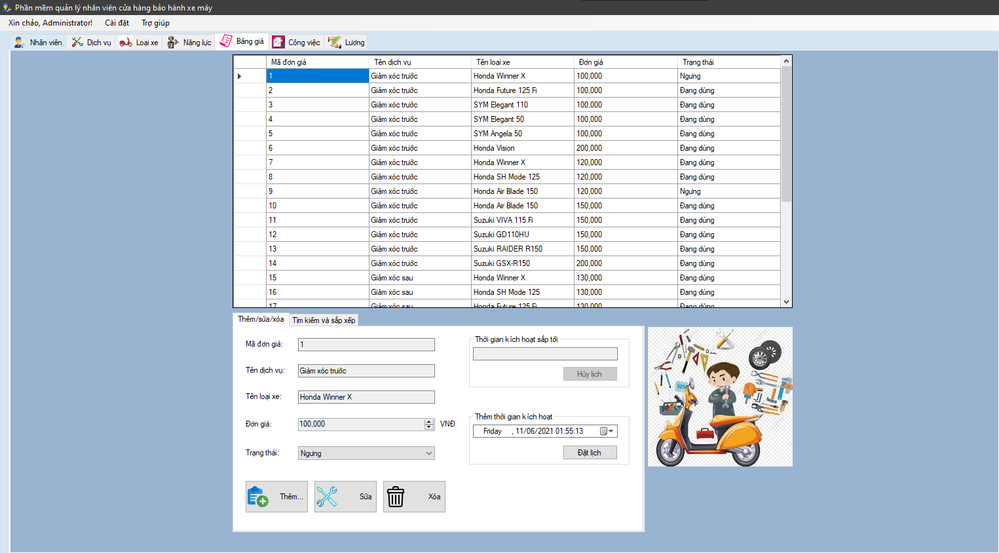 Phần mềm quản lý nhân viên cửa hàng bảo hành xe máy
Xin chào, Administrator! Cài đặt Trợ giúp
Nhân viên Dịch vụ Loại xe Năng lực Bảng giá Công việc Lương
Mã đơn giá Tên dịch vụ Tên loại xe Đơn giá Trạng thái
1 Giảm xóc trước Honda Winner X 100,000 Ngưng
2 Giảm xóc trước Honda Future 125 Fi 100,000 Đang dùng
3 Giảm xóc trước SYM Elegant 110 100,000 Đang dùng
4 Giảm xóc trước SYM Elegant 50 100,000 Đang dùng
5 Giảm xóc trước SYM Angela 50 100,000 Đang dùng
6 Giảm xóc trước Honda Vision 200,000 Đang dùng
7 Giảm xóc trước Honda Winner X 120,000 Đang dùng
8 Giảm xóc trước Honda SH Mode 125 120,000 Đang dùng
9 Giảm xóc trước Honda Air Blade 150 120,000 Ngưng
10 Giảm xóc trước Honda Air Blade 150 150,000 Đang dùng
11 Giảm xóc trước Suzuki VIVA 115 Fi 150,000 Đang dùng
12 Giảm xóc trước Suzuki GD110HU 150,000 Đang dùng
13 Giảm xóc trước Suzuki RAIDER R150 150,000 Đang dùng
14 Giảm xóc trước Suzuki GSX-R150 200,000 Đang dùng
15 Giảm xóc sau Honda Winner X 130,000 Đang dùng
16 Giảm xóc sau Honda SH Mode 125 130,000 Đang dùng
17 Giảm xóc sau Honda Future 125 Fi 130,000 Đang dùng
Thêm/sửa/xóa Tìm kiếm và sắp xếp
Mã đơn giá: 1
Tên dịch vụ: Giảm xóc trước
Tên loại xe: Honda Winner X
Đơn giá: 100,000 VNĐ
Trạng thái: Ngưng
Thêm... Sửa Xóa
Thời gian kích hoạt sắp tới
Hủy lịch
Thêm thời gian kích hoạt
Friday , 11/06/2021 01:55:13
Đặt lịch